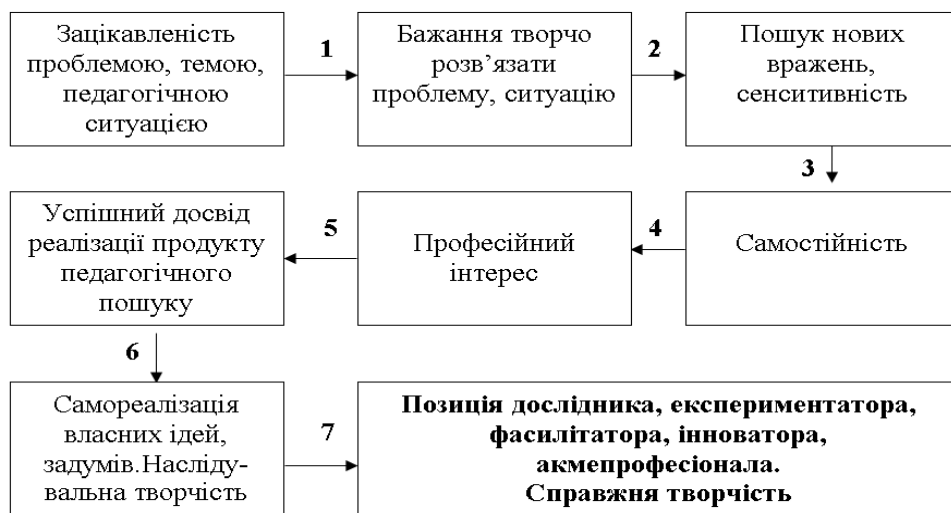 Зацікавленість
проблемою, темою,
педагогічною
ситуацією
1
Бажання творчо
розв’язати
проблему, ситуацію
2
Пошук нових
вражень,
сенситивність
3
Самостійність
4
Професійний
інтерес
5
Успішний досвід
реалізації продукту
педагогічного
пошуку
6
Самореалізація
власних ідей,
задумів.Насліду-
вальна творчість
7
Позиція дослідника, експериментатора,
фасилітатора, інноватора,
акмепрофесіонала.
Справжня творчість